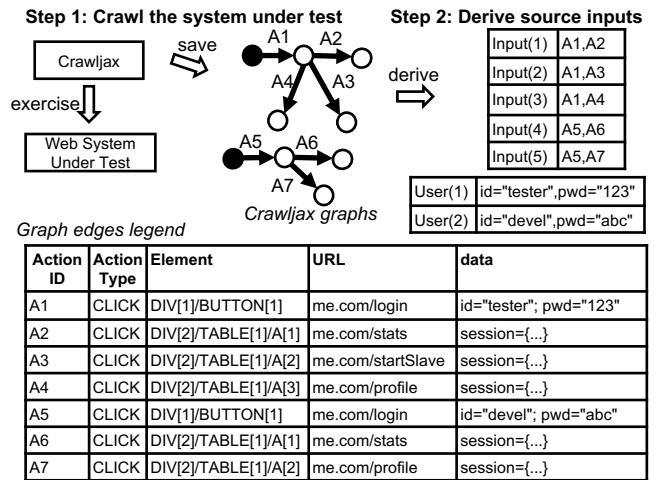 Step 1: Crawl the system under test
Step 2: Derive source inputs
Crawljax
save
exercise
Web System
Under Test
A1
A2
A4
A3
A5
A6
A7
Crawljax graphs
derive
Input(1) A1,A2
Input(2) A1,A3
Input(3) A1,A4
Input(4) A5,A6
Input(5) A5,A7
User(1) id="tester",pwd="123"
User(2) id="devel",pwd="abc"
Graph edges legend
Action ID Action Type Element URL data
A1 CLICK DIV[1]/BUTTON[1] me.com/login id="tester"; pwd="123"
A2 CLICK DIV[2]/TABLE[1]/A[1] me.com/stats session={...}
A3 CLICK DIV[2]/TABLE[1]/A[2] me.com/startSlave session={...}
A4 CLICK DIV[2]/TABLE[1]/A[3] me.com/profile session={...}
A5 CLICK DIV[1]/BUTTON[1] me.com/login id="devel"; pwd="abc"
A6 CLICK DIV[2]/TABLE[1]/A[1] me.com/stats session={...}
A7 CLICK DIV[2]/TABLE[1]/A[2] me.com/profile session={...}